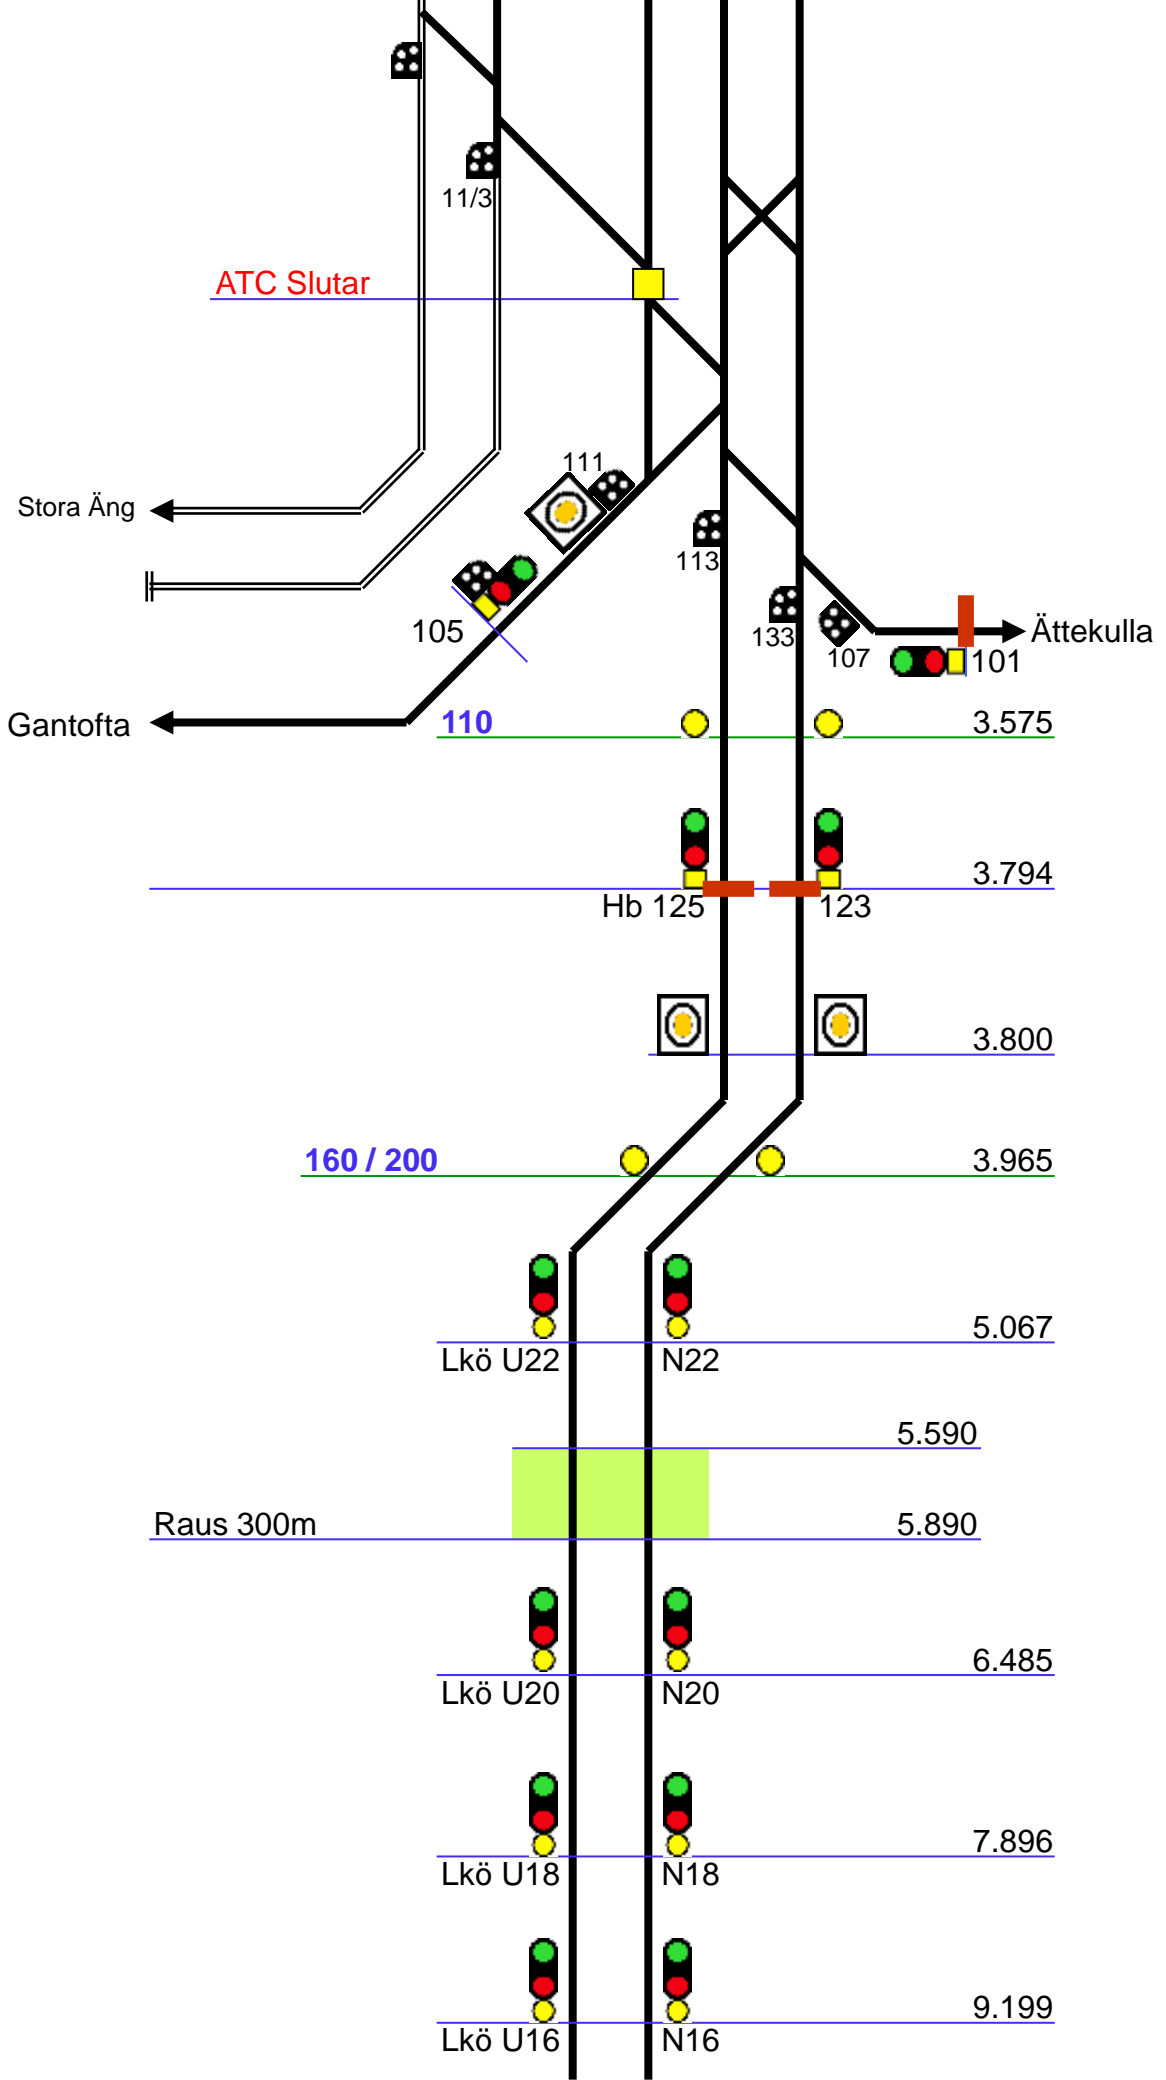 11/3
ATC Slutar
111
Stora Äng
113
105
133
107
101
Ättekulla
Gantofta
110
3.575
3.794
Hb 125
123
3.800
160 / 200
3.965
5.067
Lkö U22
N22
5.590
Raus 300m
5.890
6.485
Lkö U20
N20
7.896
Lkö U18
N18
9.199
Lkö U16
N16